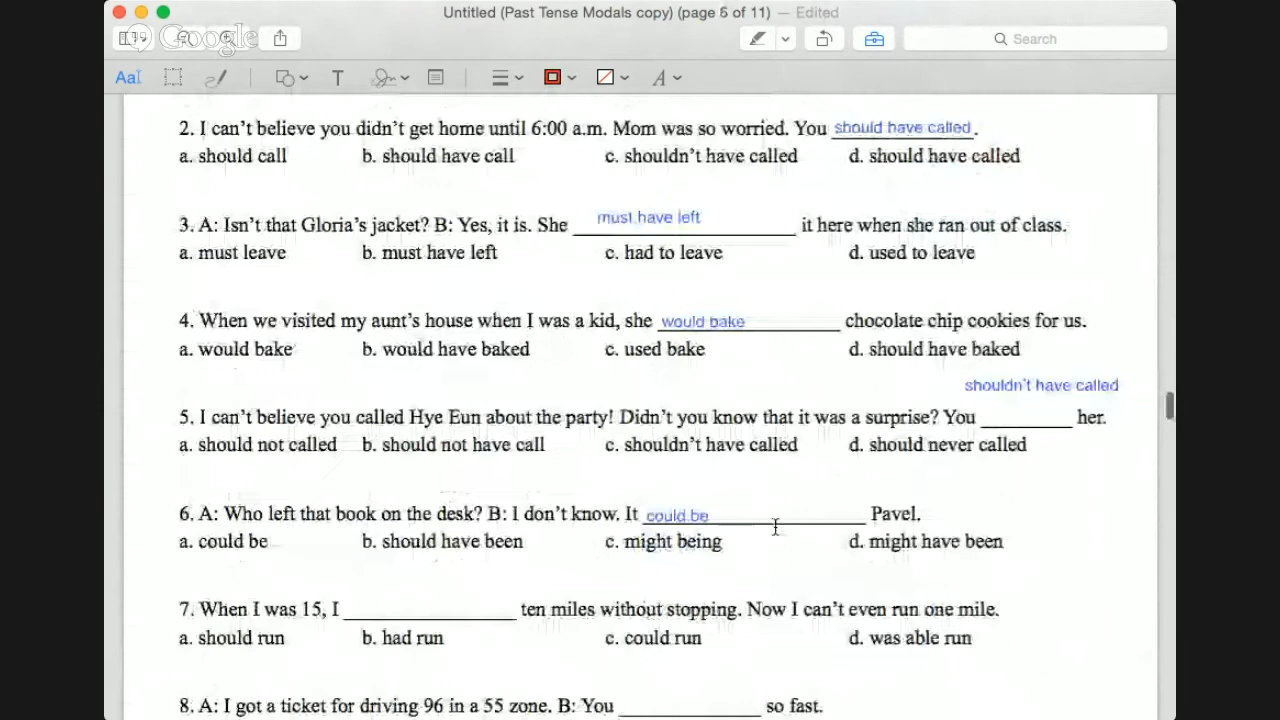 Untitled (Past Tense Modals copy) (page 6 of 11) — Edited
Google
Search
Aa
T
A
2. I can't believe you didn't get home until 6:00 a.m. Mom was so worried. You should have called.
a. should call b. should have call c. shouldn't have called d. should have called
3. A: Isn't that Gloria's jacket? B: Yes, it is. She must have left it here when she ran out of class.
a. must leave b. must have left c. had to leave d. used to leave
4. When we visited my aunt's house when I was a kid, she would bake chocolate chip cookies for us.
a. would bake b. would have baked c. used bake d. should have baked
shouldn't have called
5. I can't believe you called Hye Eun about the party! Didn't you know that it was a surprise? You ________ her.
a. should not called b. should not have call c. shouldn't have called d. should never called
6. A: Who left that book on the desk? B: I don't know. It could be ________ Pavel.
a. could be b. should have been c. might being d. might have been
7. When I was 15, I ________ ten miles without stopping. Now I can't even run one mile.
a. should run b. had run c. could run d. was able run
8. A: I got a ticket for driving 96 in a 55 zone. B: You ________ so fast.